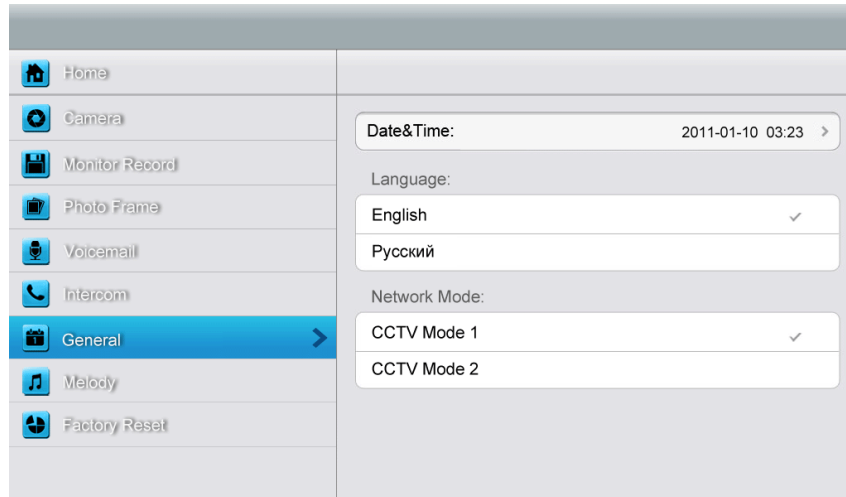 Home
Camera
Monitor Record
Photo Frame
Voicemail
Intercom
General
Melody
Factory Reset
Date&Time: 2011-01-10 03:23
Language:
English
Русский
Network Mode:
CCTV Mode 1
CCTV Mode 2